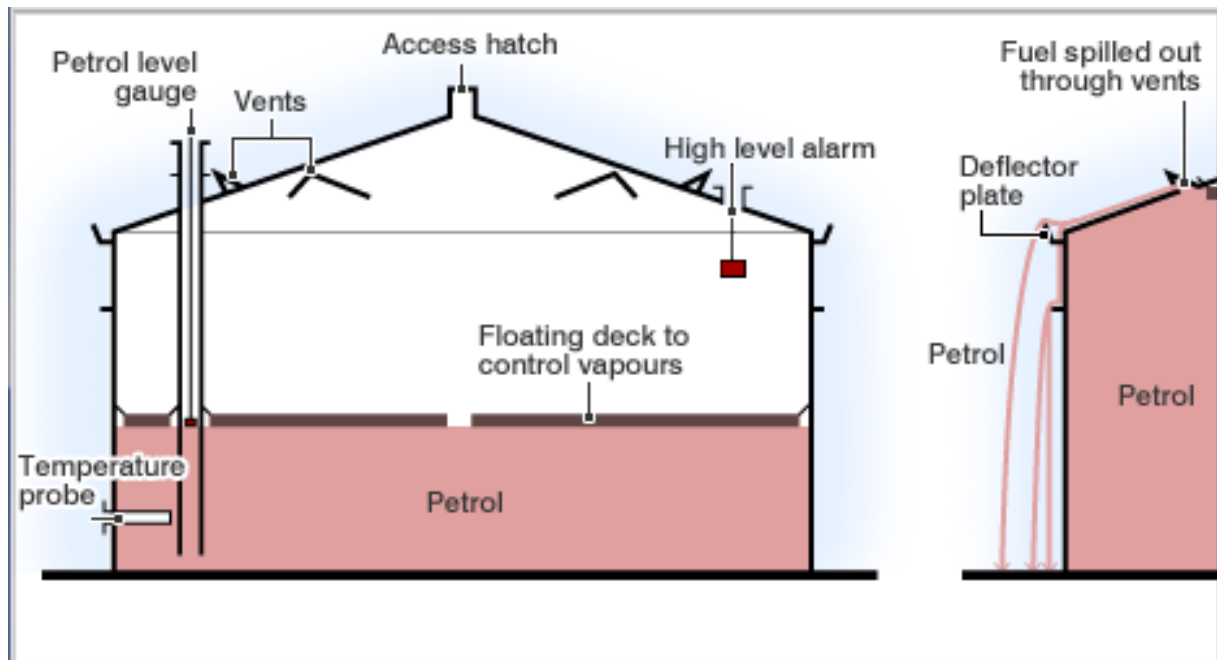 Access hatch
Petrol level
gauge
Vents
High level alarm
Floating deck to
control vapours
Temperature
probe
Petrol
Fuel spilled out
through vents
Deflector
plate
Petrol
Petrol